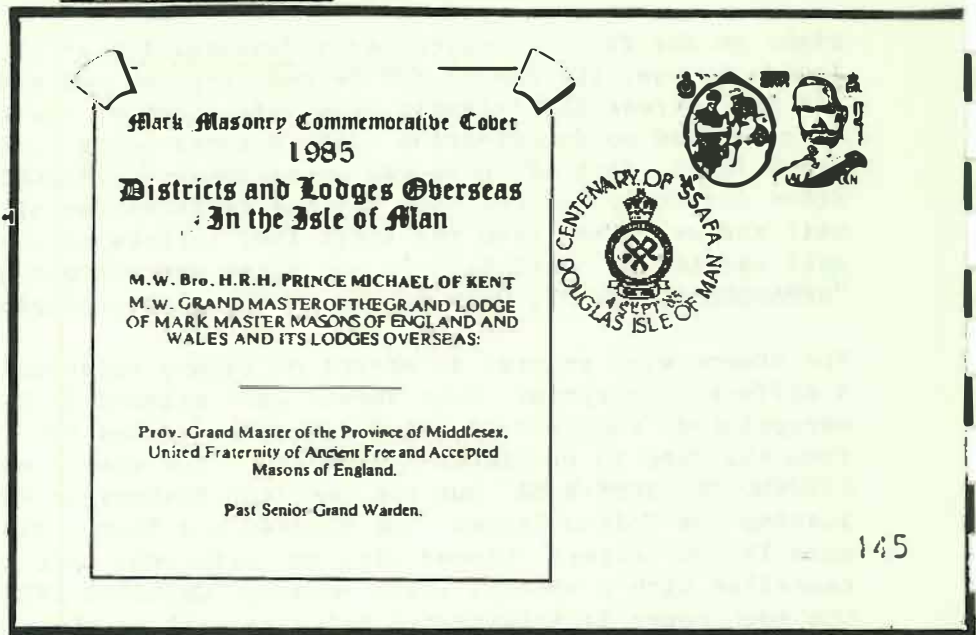 Mark Masonry Commemorative Cover
1985
Districts and Lodges Overseas
In the Isle of Man
M.W. Bro. H.R.H. PRINCE MICHAEL OF KENT
M.W. GRAND MASTER OF THE GRAND LODGE
OF MARK MASTER MASONS OF ENGLAND AND
WALES AND ITS LODGES OVERSEAS:
Prov. Grand Master of the Province of Middlesex,
United Fraternity of Ancient Free and Accepted
Masons of England.
Past Senior Grand Warden.
CENTENARY OF SSAFA
4 SEPT 85
DOUGLAS ISLE OF MAN
145